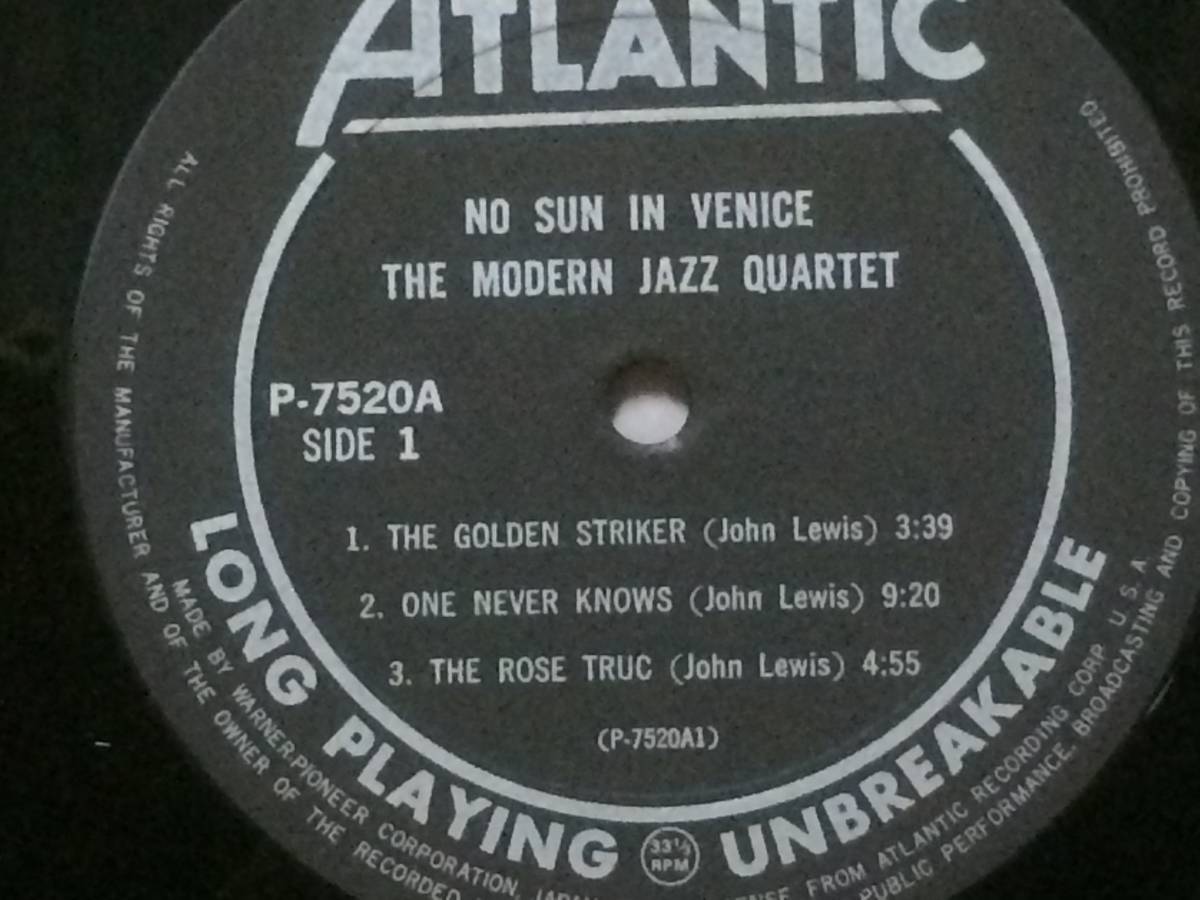 ATLANTIC
NO SUN IN VENICE
THE MODERN JAZZ QUARTET
P-7520A
SIDE 1
1. THE GOLDEN STRIKER (John Lewis) 3:39
2. ONE NEVER KNOWS (John Lewis) 9:20
3. THE ROSE TRUC (John Lewis) 4:55
(P-7520A1)
LONG PLAYING 33⅓ RPM UNBREAKABLE
MADE BY WARNER-PIONEER CORPORATION, JAPAN FROM ATLANTIC RECORDING CORP. U. S. A.
ALL RIGHTS OF THE MANUFACTURER AND OF THE OWNER OF THE RECORDED PUBLIC PERFORMANCE, BROADCASTING AND COPYING OF THIS RECORD PROHIBITED